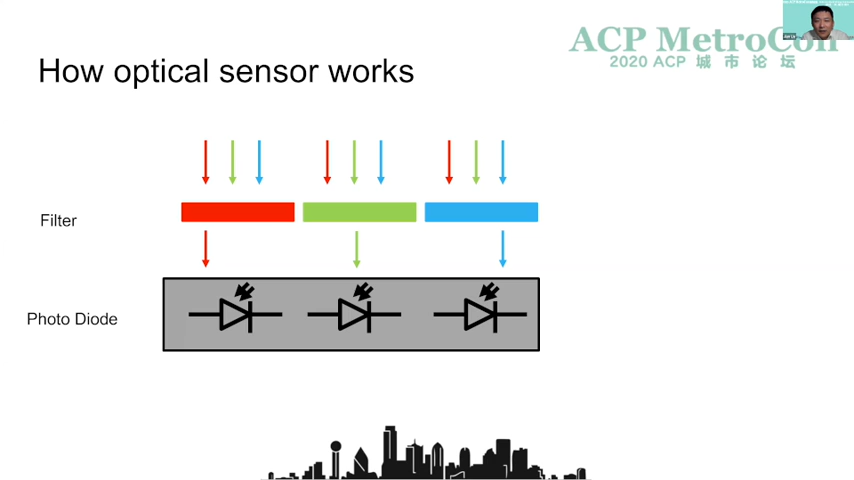 ACP MetroCon
2020 ACP 城市论坛
How optical sensor works
Filter
Photo Diode